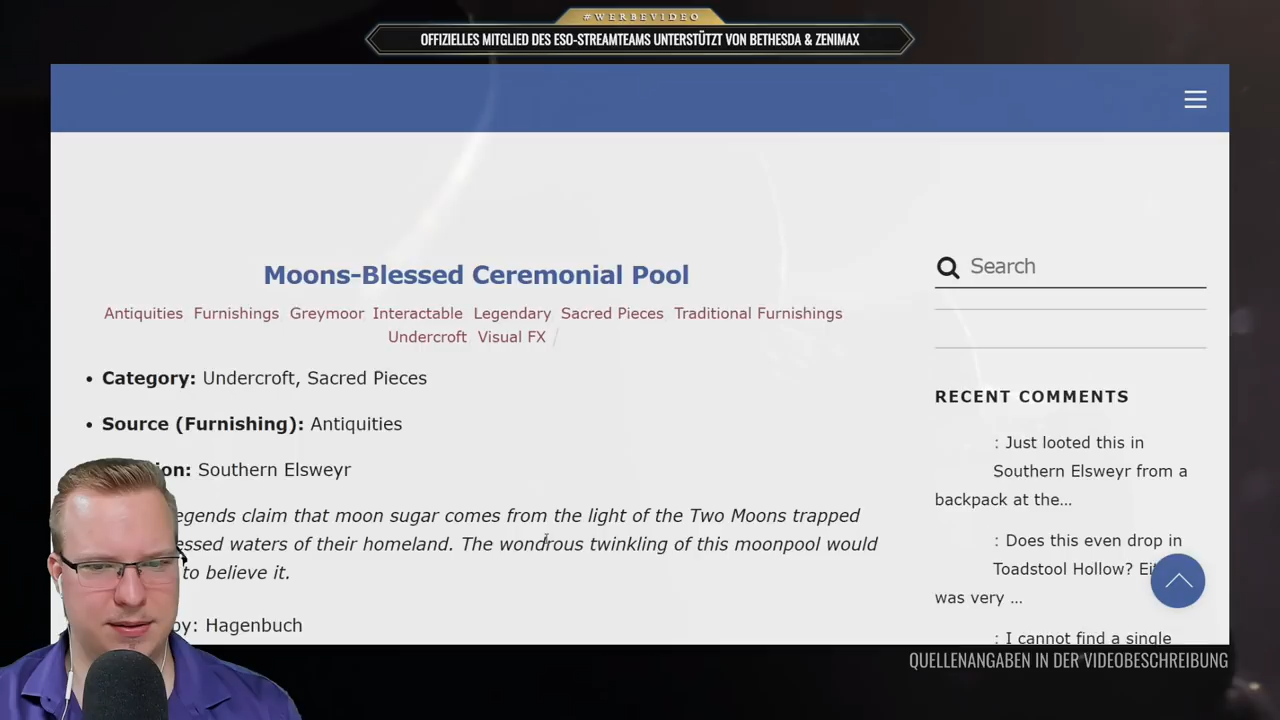 #WERBEVIDEO
OFFIZIELLES MITGLIED DES ESO-STREAMTEAMS UNTERSTÜTZT VON BETHESDA & ZENIMAX
Search
Moons-Blessed Ceremonial Pool
Antiquities Furnishings Greymoor Interactable Legendary Sacred Pieces Traditional Furnishings
Undercroft Visual FX /
• Category: Undercroft, Sacred Pieces
• Source (Furnishing): Antiquities
Southern Elsweyr
claim that moon sugar comes from the light of the Two Moons trapped
waters of their homeland. The wondrous twinkling of this moonpool would
to believe it.
by: Hagenbuch
RECENT COMMENTS
: Just looted this in
Southern Elsweyr from a
backpack at the...
: Does this even drop in
Toadstool Hollow?
was very ...
: I cannot find a single
QUELLENANGABEN IN DER VIDEOBESCHREIBUNG